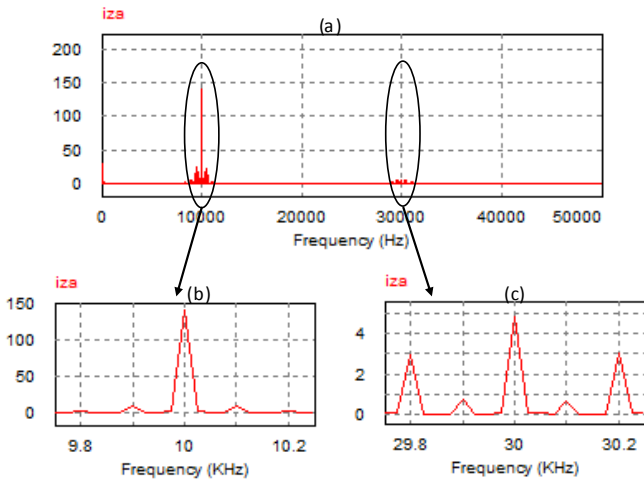 iza
(a)
200
150
100
50
0
0 10000 20000 30000 40000 50000
Frequency (Hz)
iza
(b)
150
100
50
0
9.8 10 10.2
Frequency (KHz)
iza
(c)
4
2
0
29.8 30 30.2
Frequency (KHz)